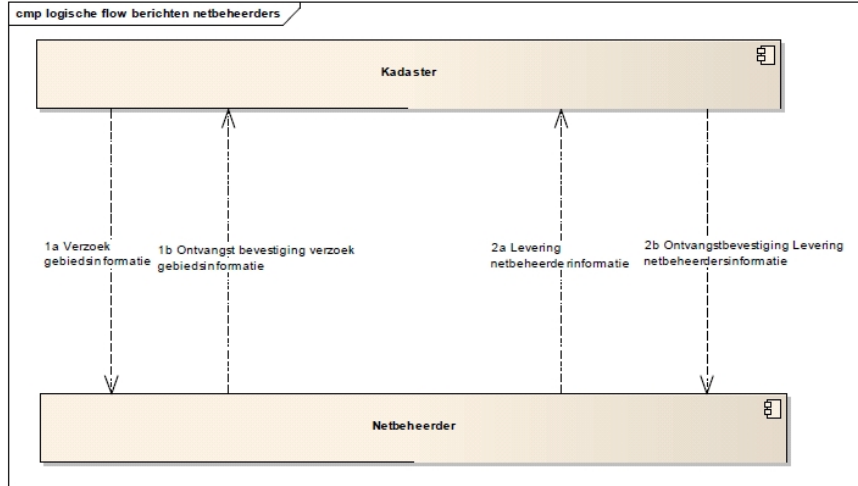 cmp logische flow berichten netbeheerders
Kadaster
1a Verzoek
gebiedsinformatie
1b Ontvangst bevestiging verzoek
gebiedsinformatie
2a Levering
netbeheerderinformatie
2b Ontvangstbevestiging Levering
netbeheerdersinformatie
Netbeheerder